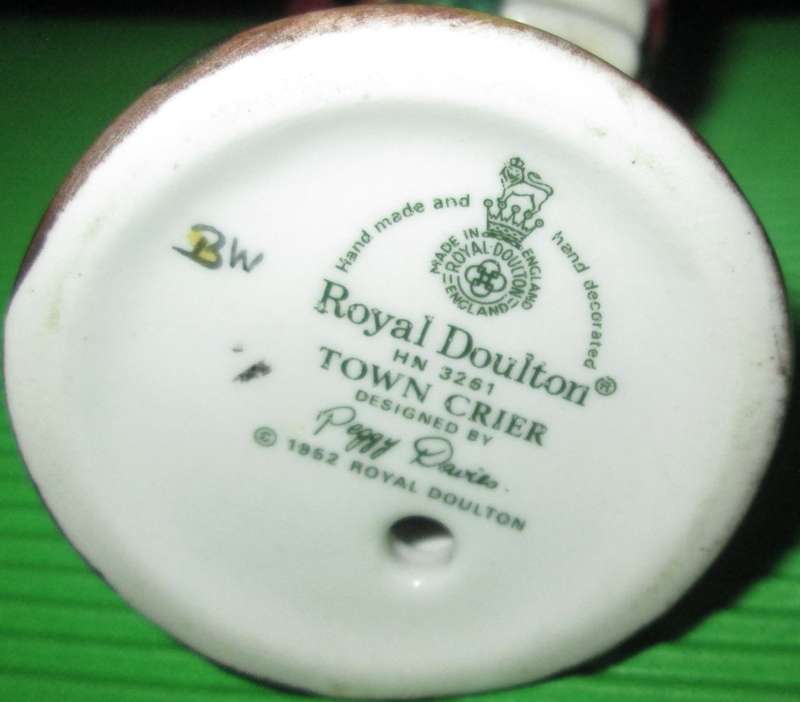 Hand made and hand decorated
MADE IN ENGLAND
ROYAL·DOULTON
ENGLAND
Royal Doulton®
HN 3261
TOWN CRIER
DESIGNED BY
Peggy Davies.
© 1952 ROYAL DOULTON
BW